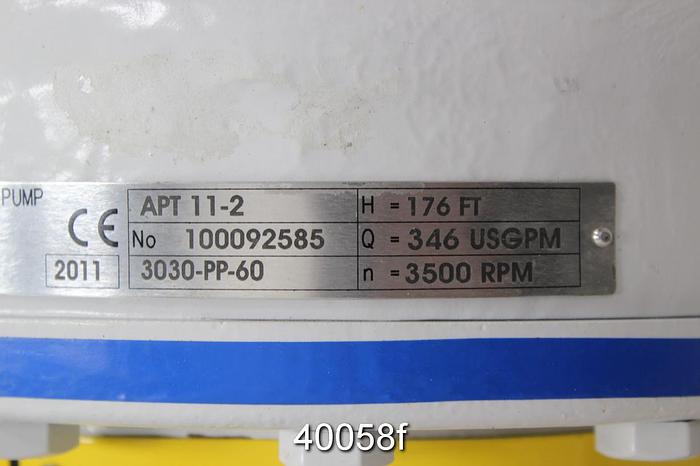 PUMP
CE
2011
APT 11-2
No 100092585
3030-PP-60
H = 176 FT
Q = 346 USGPM
n = 3500 RPM
40058f